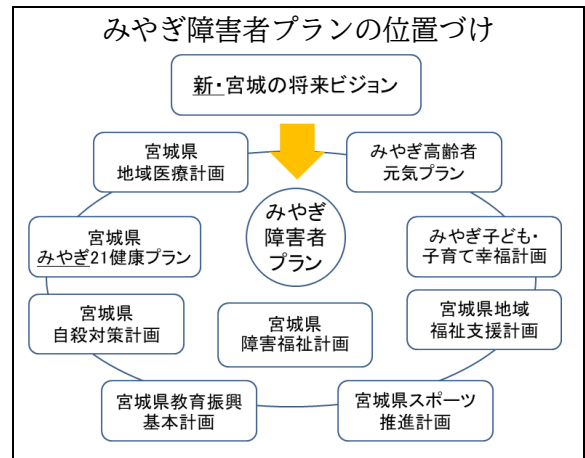 みやぎ障害者プランの位置づけ
新・宮城の将来ビジョン
宮城県
地域医療計画
みやぎ高齢者
元気プラン
みやぎ
障害者
プラン
宮城県
みやぎ21健康プラン
みやぎ子ども・
子育て幸福計画
宮城県
自殺対策計画
宮城県
障害福祉計画
宮城県地域
福祉支援計画
宮城県教育振興
基本計画
宮城県スポーツ
推進計画